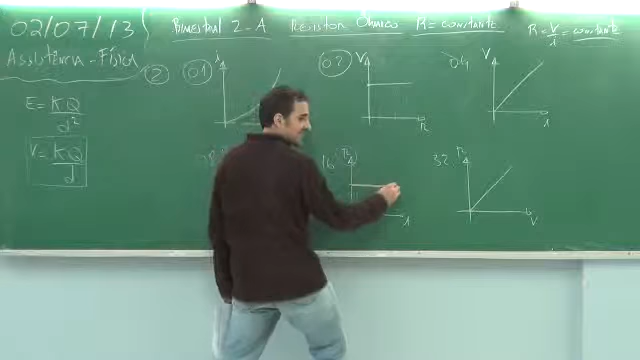 02/07/13
Bimestral 2-A
Resistor Ôhmico R = constante
R = V/i = constante
Assistência - Física
2
01
i
02
V
R
04
V
i
E = KQ/d²
V = KQ/d
16
R
i
32
R
V